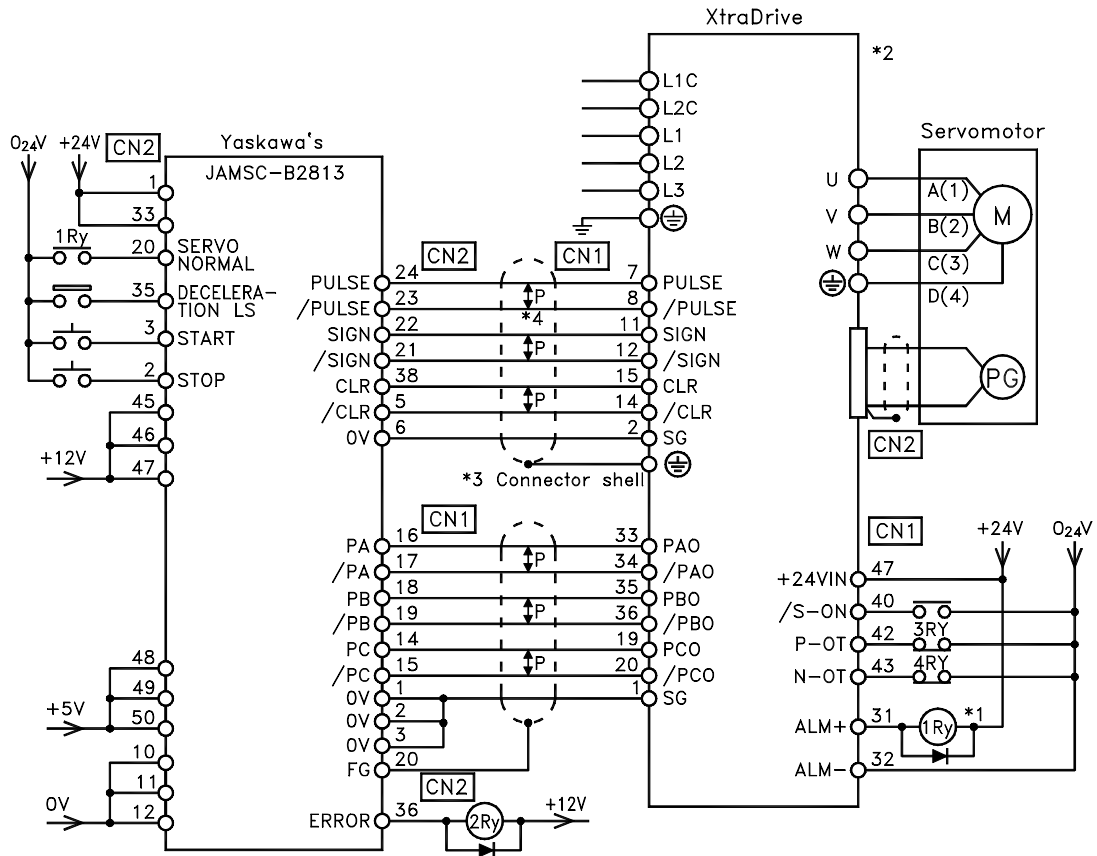 XtraDrive
*2
L1C
L2C
L1
L2
L3
O24V +24V CN2
Yaskawa's
JAMSC-B2813
Servomotor
1
33
1Ry
20 SERVO NORMAL
35 DECELERA-
TION LS
3 START
2 STOP
45
46
+12V 47
48
49
+5V 50
10
11
0V 12
CN2 CN1
PULSE 24 P 7 PULSE
/PULSE 23 8 /PULSE
*4
SIGN 22 P 11 SIGN
/SIGN 21 12 /SIGN
CLR 38 P 15 CLR
/CLR 5 14 /CLR
0V 6 2 SG
*3 Connector shell
CN1
PA 16 P 33 PAO
/PA 17 34 /PAO
PB 18 P 35 PBO
/PB 19 36 /PBO
PC 14 P 19 PCO
/PC 15 20 /PCO
0V 1 1 SG
0V 2
0V 3
FG 20
CN2
ERROR 36 2Ry +12V
U A(1) M
V B(2)
W C(3)
D(4)
PG
CN2
CN1 +24V O24V
+24VIN 47
/S-ON 40
P-OT 42 3RY
N-OT 43 4RY
ALM+ 31 1Ry *1
ALM- 32